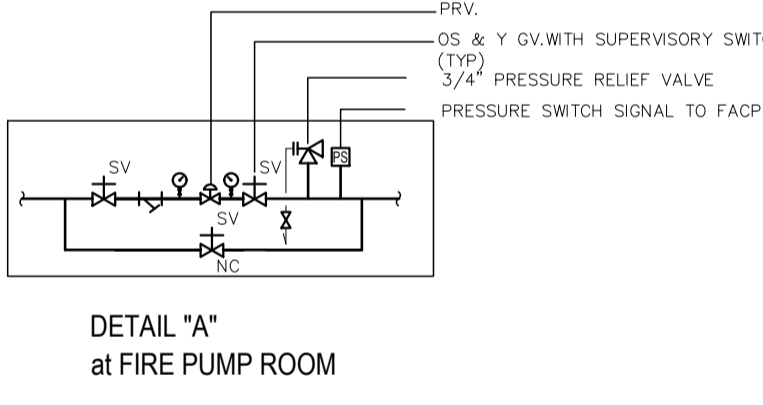 PRV.
OS & Y GV.WITH SUPERVISORY
(TYP)
3/4" PRESSURE RELIEF VALVE
PRESSURE SWITCH SIGNAL TO FACP
SV
SV
PS
SV
NC
DETAIL "A"
at FIRE PUMP ROOM